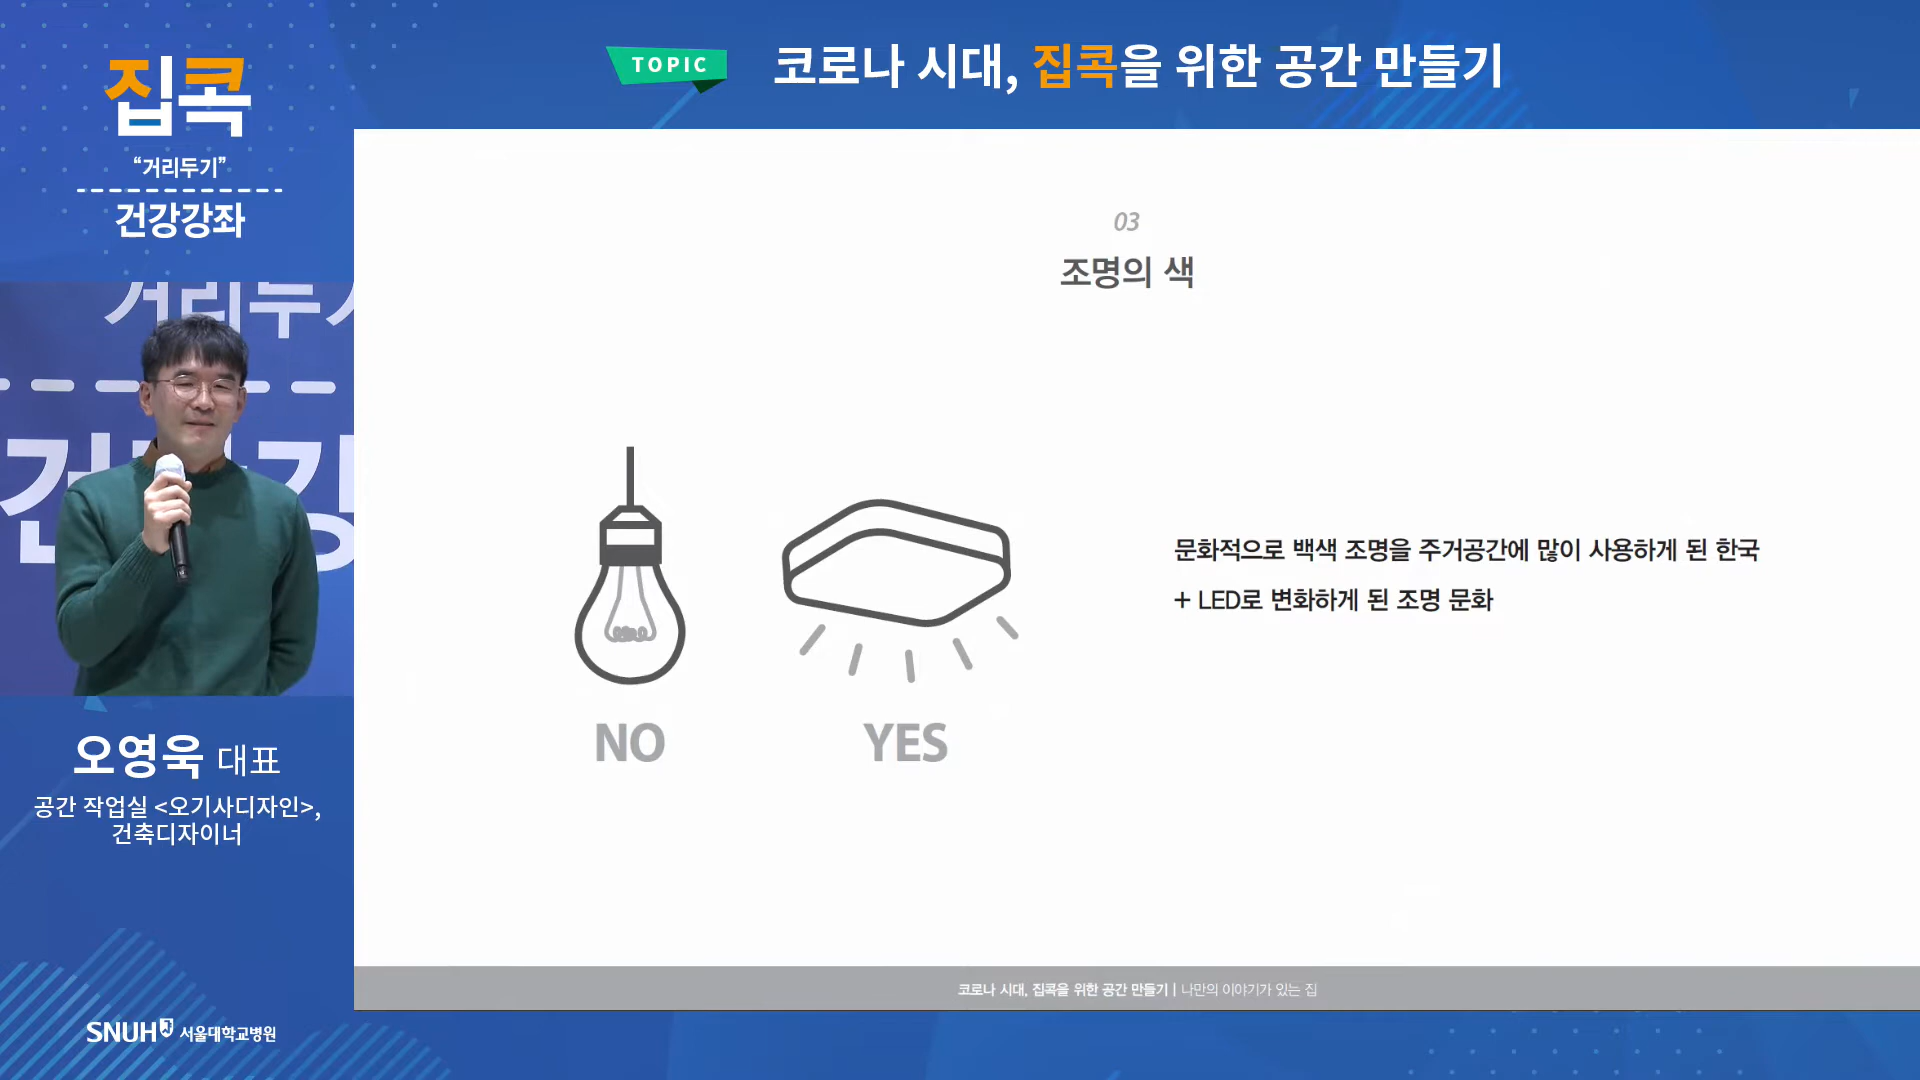 집콕
“거리두기”
건강강좌
TOPIC
코로나 시대, 집콕을 위한 공간 만들기
거리두
건 강
03
조명의 색
NO
YES
문화적으로 백색 조명을 주거공간에 많이 사용하게 된 한국
+ LED로 변화하게 된 조명 문화
오영욱 대표
공간 작업실 <오기사디자인>,
건축디자이너
코로나 시대, 집콕을 위한 공간 만들기 | 나만의 이야기가 있는 집
SNUH 서울대학교병원